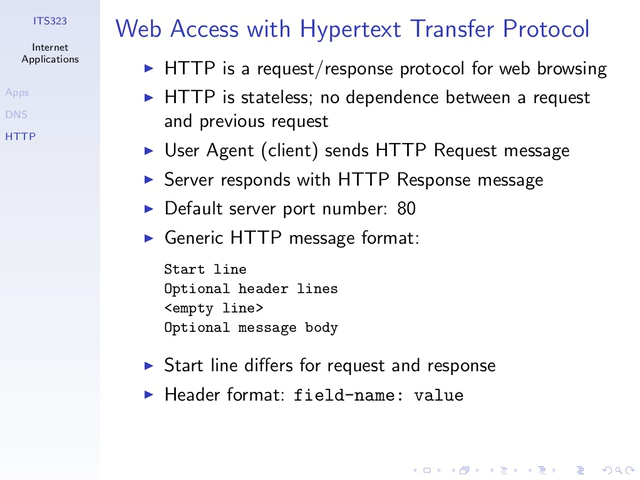 ITS323
Internet
Applications
Apps
DNS
HTTP
Web Access with Hypertext Transfer Protocol
HTTP is a request/response protocol for web browsing
HTTP is stateless; no dependence between a request
and previous request
User Agent (client) sends HTTP Request message
Server responds with HTTP Response message
Default server port number: 80
Generic HTTP message format:
Start line
Optional header lines
<empty line>
Optional message body
Start line differs for request and response
Header format: field-name: value